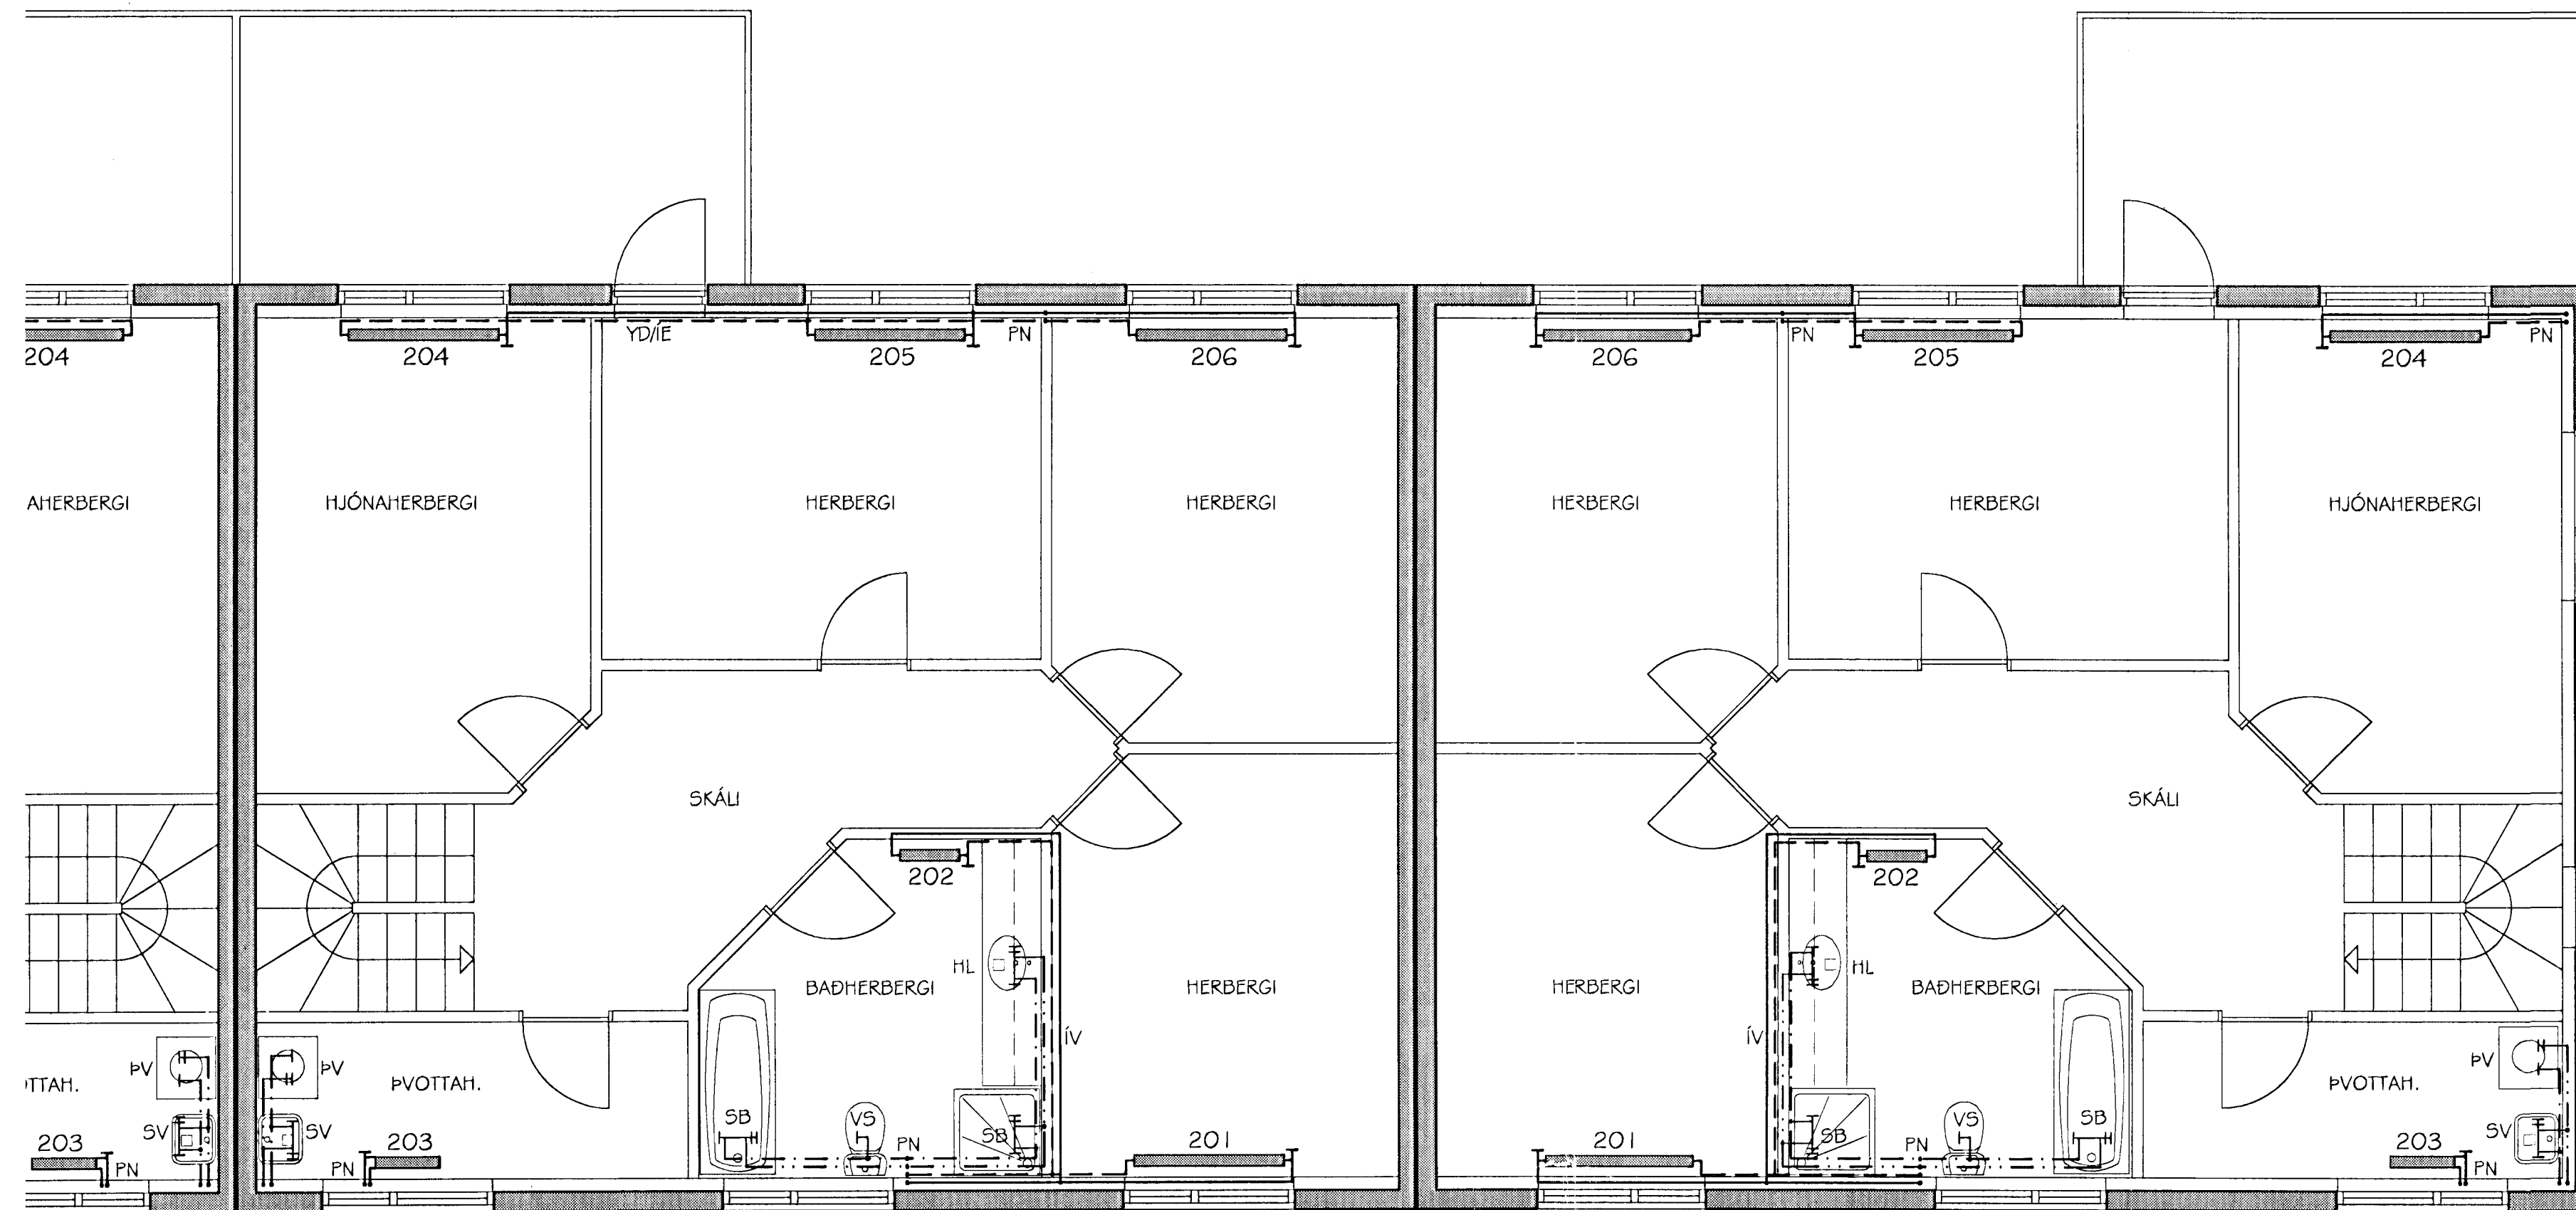 YD/ÍE
PN
PN
PN
204
204
205
206
206
205
204
AHERBERGI
HJÓNAHERBERGI
HERBERGI
HERBERGI
HERBERGI
HERBERGI
HJÓNAHERBERGI
SKÁLI
SKÁLI
202
202
HL
HL
BAÐHERBERGI
HERBERGI
HERBERGI
BAÐHERBERGI
ÍV
ÍV
ÞV
ÞV
ÞV
TTAH.
ÞVOTTAH.
ÞVOTTAH.
SB
VS
SB
SB
VS
SB
SV
SV
SV
203
203
PN
201
201
PN
203
PN
PN
PN